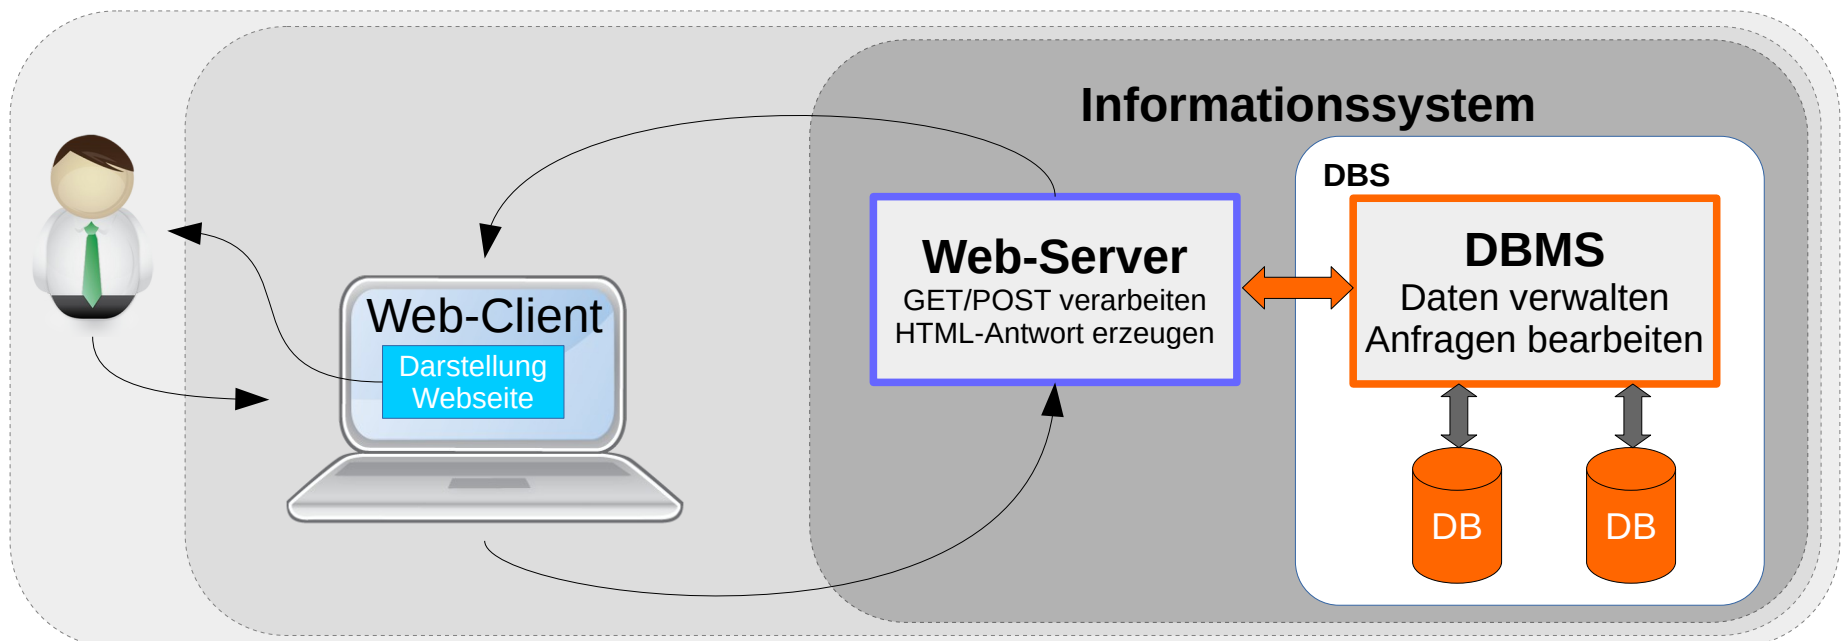 Informationssystem
DBS
Web-Client
Darstellung
Webseite
Web-Server
GET/POST verarbeiten
HTML-Antwort erzeugen
DBMS
Daten verwalten
Anfragen bearbeiten
DB
DB